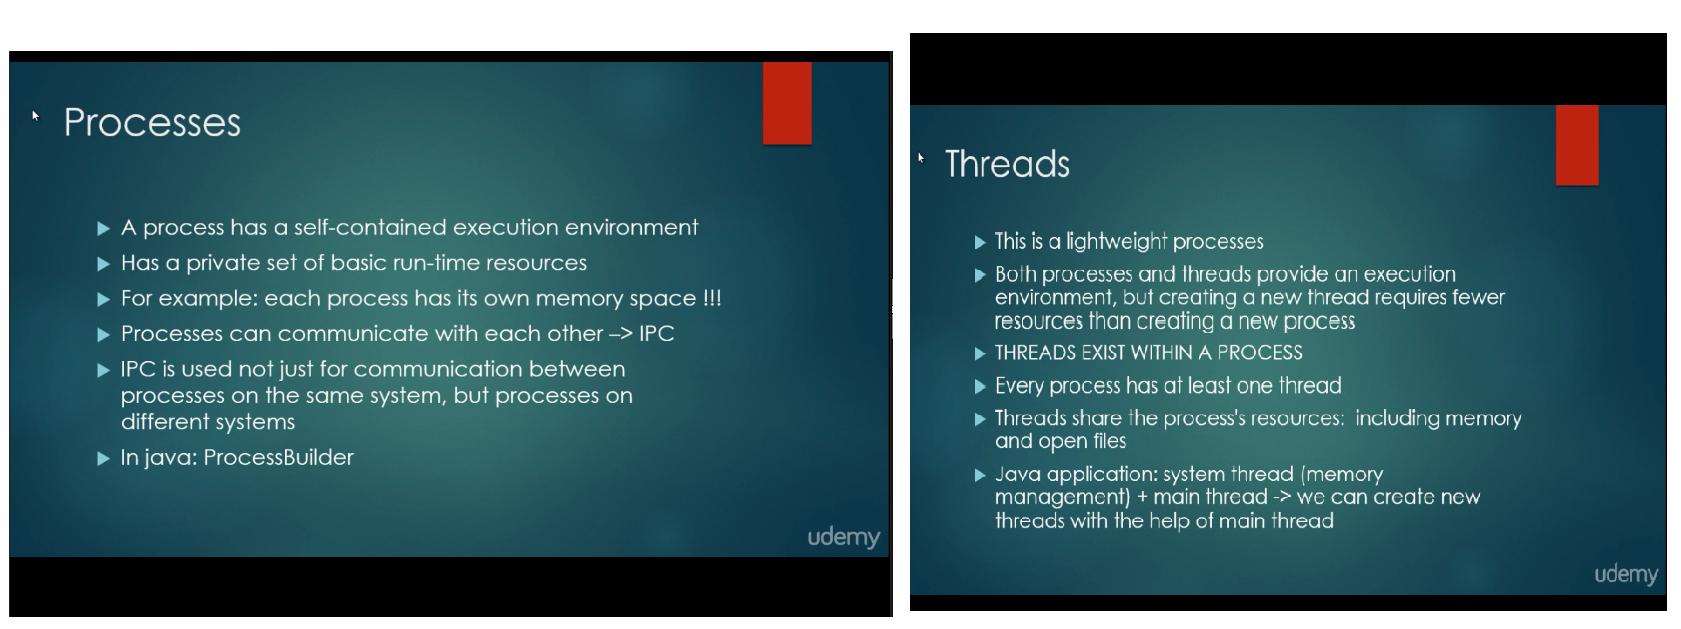 Processes
A process has a self-contained execution environment
Has a private set of basic run-time resources
For example: each process has its own memory space !!!
Processes can communicate with each other –> IPC
IPC is used not just for communication between
processes on the same system, but processes on
different systems
In java: ProcessBuilder
udemy
Threads
This is a lightweight processes
Both processes and threads provide an execution
environment, but creating a new thread requires fewer
resources than creating a new process
THREADS EXIST WITHIN A PROCESS
Every process has at least one thread
Threads share the process's resources:  including memory
and open files
Java application: system thread (memory
management) + main thread -> we can create new
threads with the help of main thread
udemy